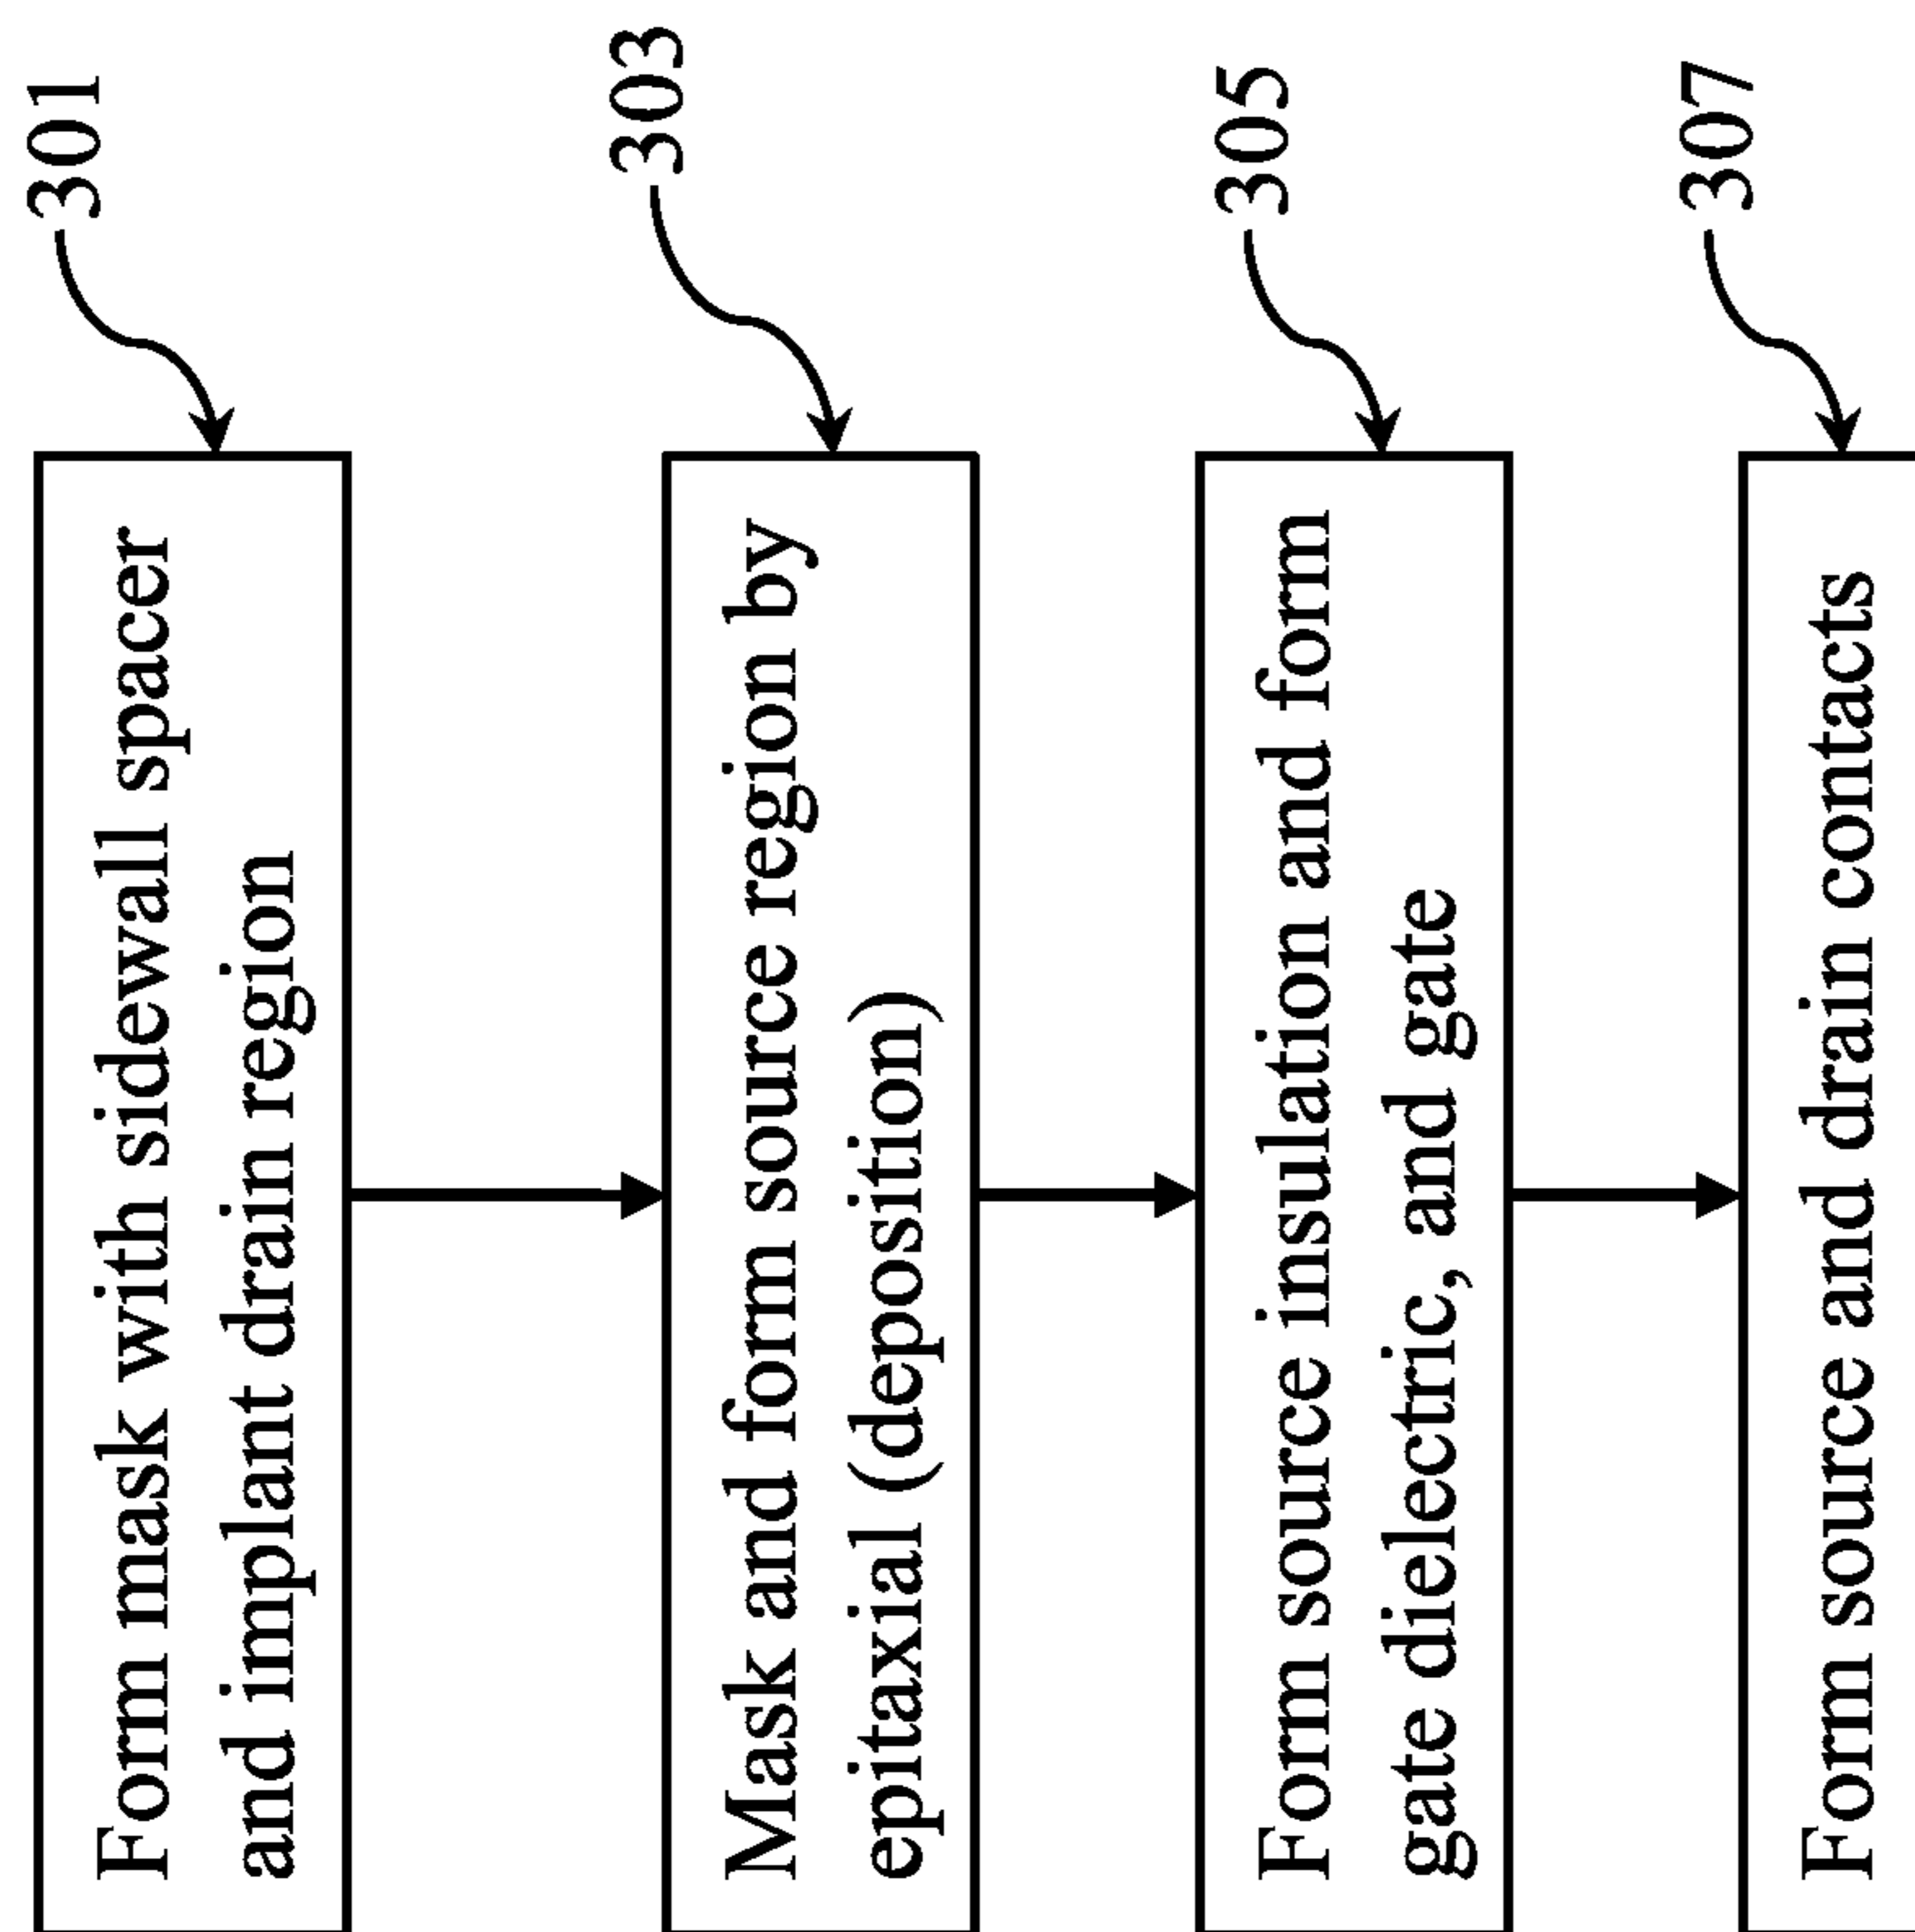 Form mask with sidewall spacer
and implant drain region
301
Mask and form source region by
epitaxial (deposition)
303
Form source insulation and form
gate dielectric, and gate
305
Form source and drain contacts
307